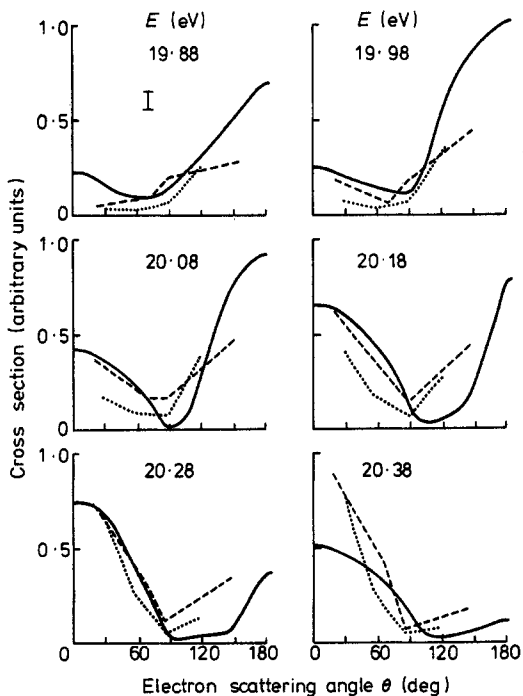 E (eV)
E (eV)
1·0
19·88
19·98
0·5
0
1·0
20·08
20·18
0·5
0
1·0
20·28
20·38
0·5
0 60 120 180
0 60 120 180
Cross section (arbitrary units)
Electron scattering angle θ (deg)